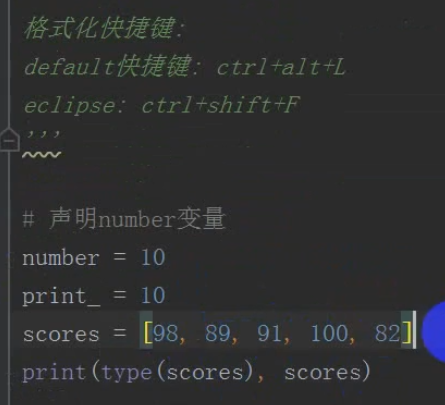 格式化快捷键:
default快捷键: ctrl+alt+L
eclipse: ctrl+shift+F
'''
# 声明number变量
number = 10
print_ = 10
scores = [98, 89, 91, 100, 82]
print(type(scores), scores)